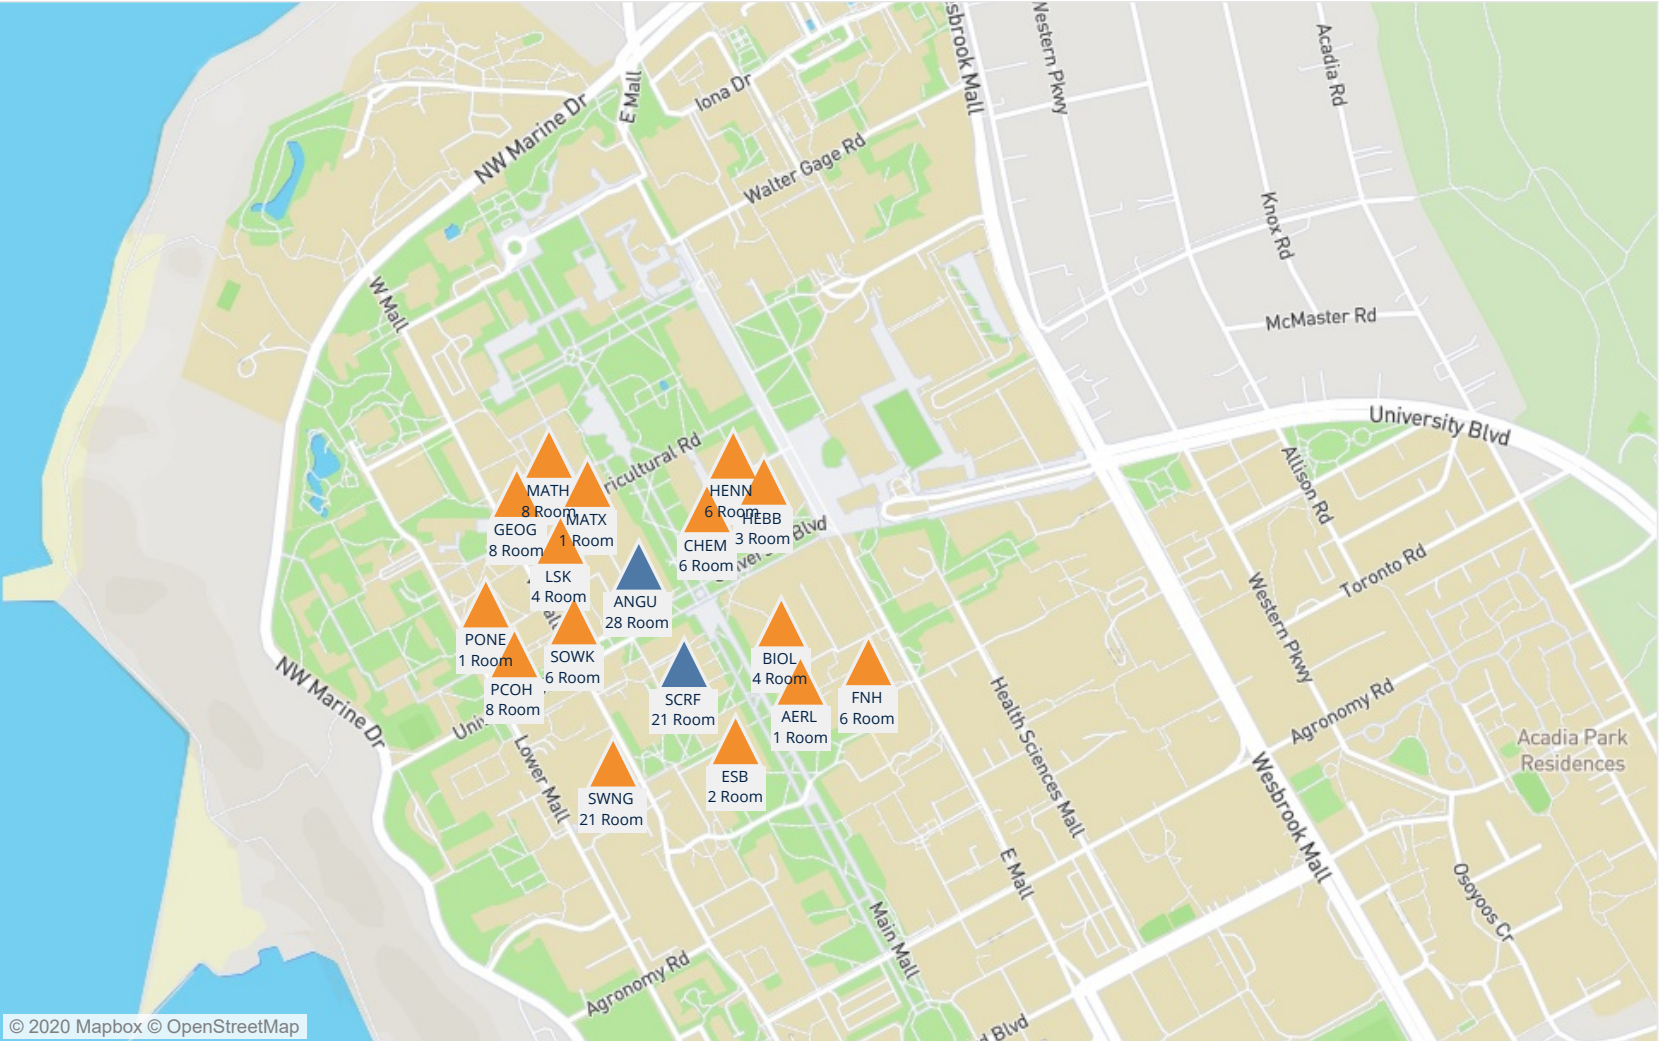 sbrook Mall
Western Pkwy
Acadia Rd
E Mall
Iona Dr
NW Marine Dr
Walter Gage Rd
Knox Rd
W Mall
McMaster Rd
University Blvd
Allison Rd
ricultural Rd
MATH
8 Room
HENN
6 Room
MATX
1 Room
HEBB
3 Room
GEOG
8 Room
CHEM
6 Room
Blvd
LSK
4 Room
ANGU
28 Room
Toronto Rd
Western Pkwy
PONE
1 Room
SOWK
6 Room
BIOL
4 Room
PCOH
8 Room
SCRF
21 Room
AERL
1 Room
FNH
6 Room
NW Marine Dr
Uni
Agronomy Rd
Health Sciences Mall
Acadia Park
Residences
Lower Mall
ESB
2 Room
SWNG
21 Room
Wesbrook Mall
E Mall
Osoyoos Cr
Main Mall
Agronomy Rd
d Blvd
© 2020 Mapbox © OpenStreetMap